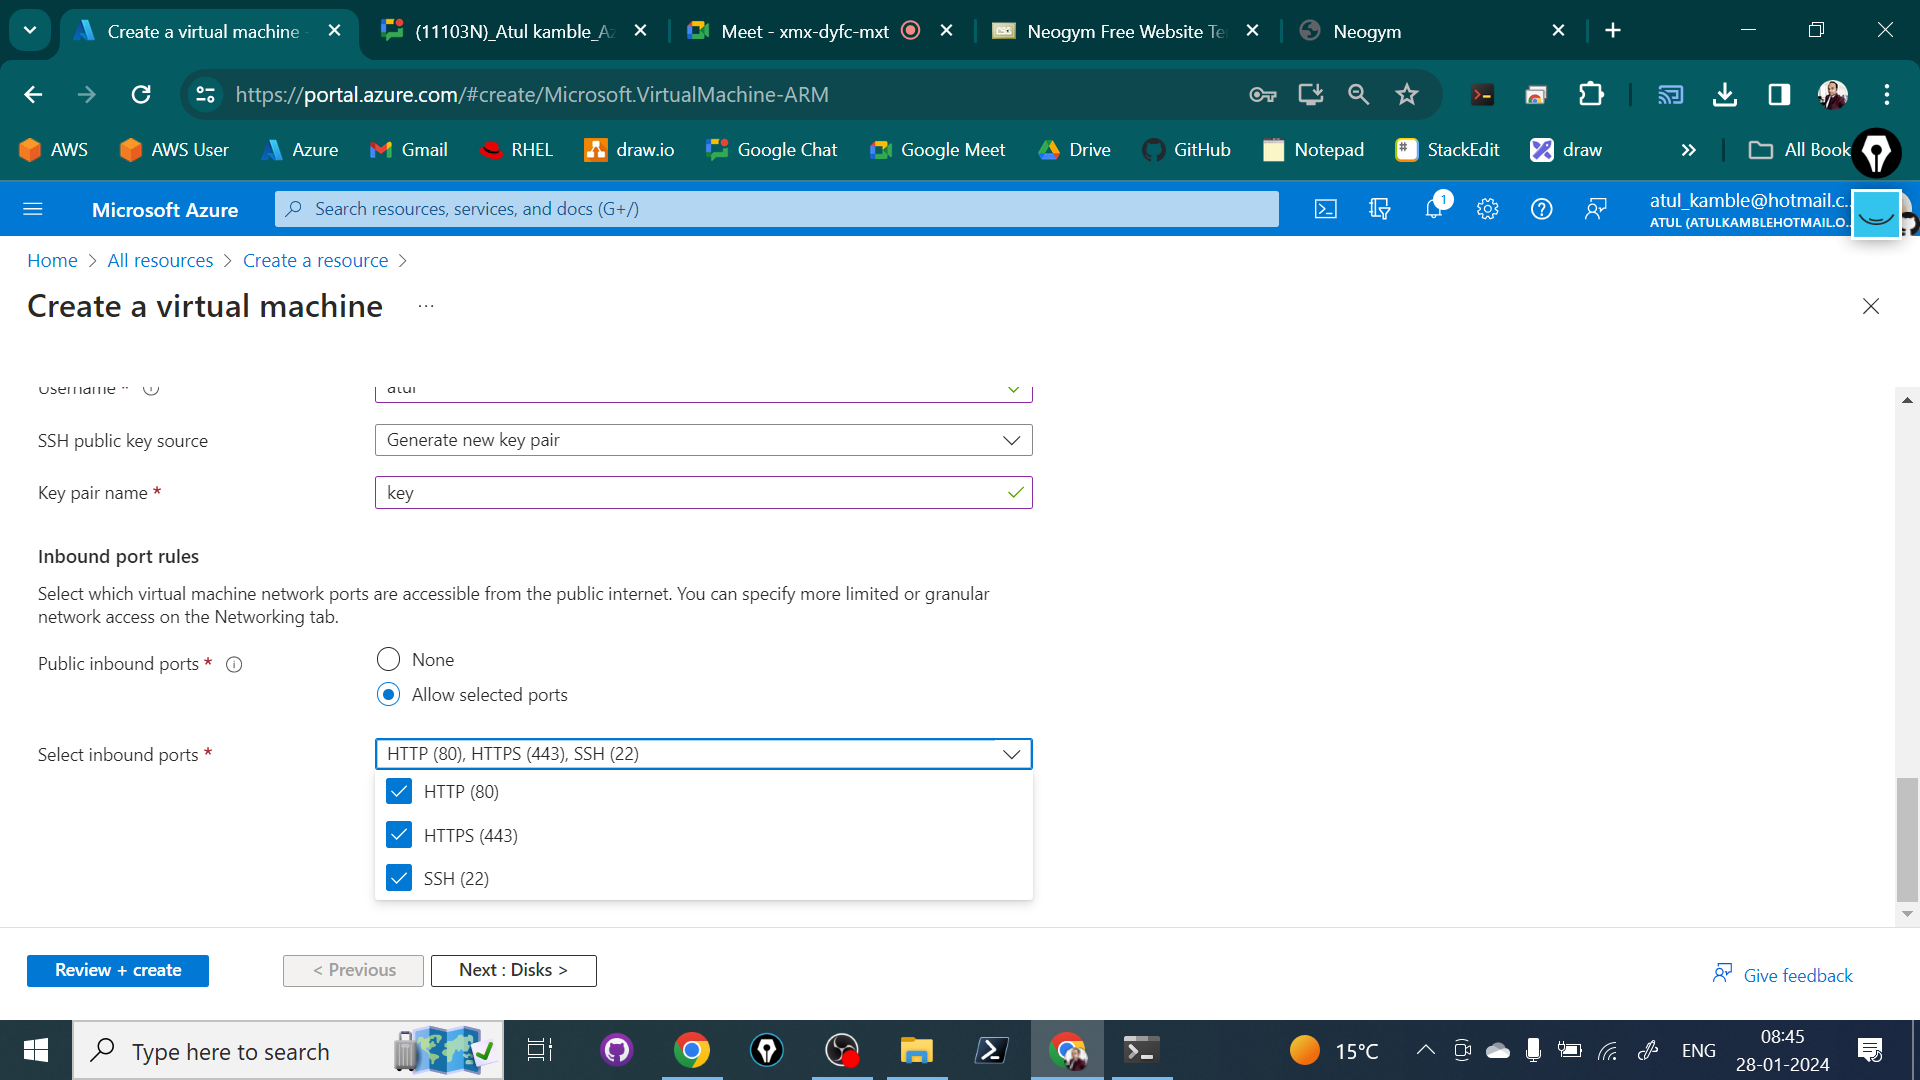 Create a virtual machine
(11103N)_Atul kamble_Az
Meet - xmx-dyfc-mxt
Neogym Free Website Te
Neogym
https://portal.azure.com/#create/Microsoft.VirtualMachine-ARM
AWS
AWS User
Azure
Gmail
RHEL
draw.io
Google Chat
Google Meet
Drive
GitHub
Notepad
StackEdit
draw
All Book
Microsoft Azure
Search resources, services, and docs (G+/)
1
atul_kamble@hotmail.c...
ATUL (ATULKAMBLEHOTMAIL.O...
Home > All resources > Create a resource >
Create a virtual machine
...
Username *
atul
SSH public key source
Generate new key pair
Key pair name *
key
Inbound port rules
Select which virtual machine network ports are accessible from the public internet. You can specify more limited or granular
network access on the Networking tab.
Public inbound ports *
None
Allow selected ports
Select inbound ports *
HTTP (80), HTTPS (443), SSH (22)
HTTP (80)
HTTPS (443)
SSH (22)
Review + create
< Previous
Next : Disks >
Give feedback
Type here to search
15°C
ENG
08:45
28-01-2024